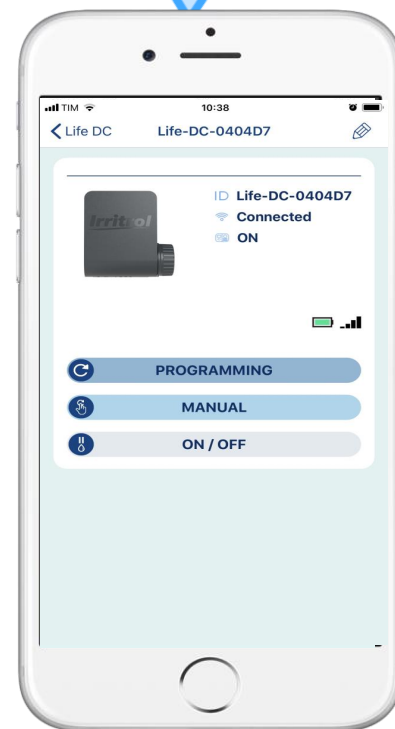 TIM
10:38
Life DC
Life-DC-0404D7
Irritrol
ID Life-DC-0404D7
Connected
ON
PROGRAMMING
MANUAL
ON / OFF